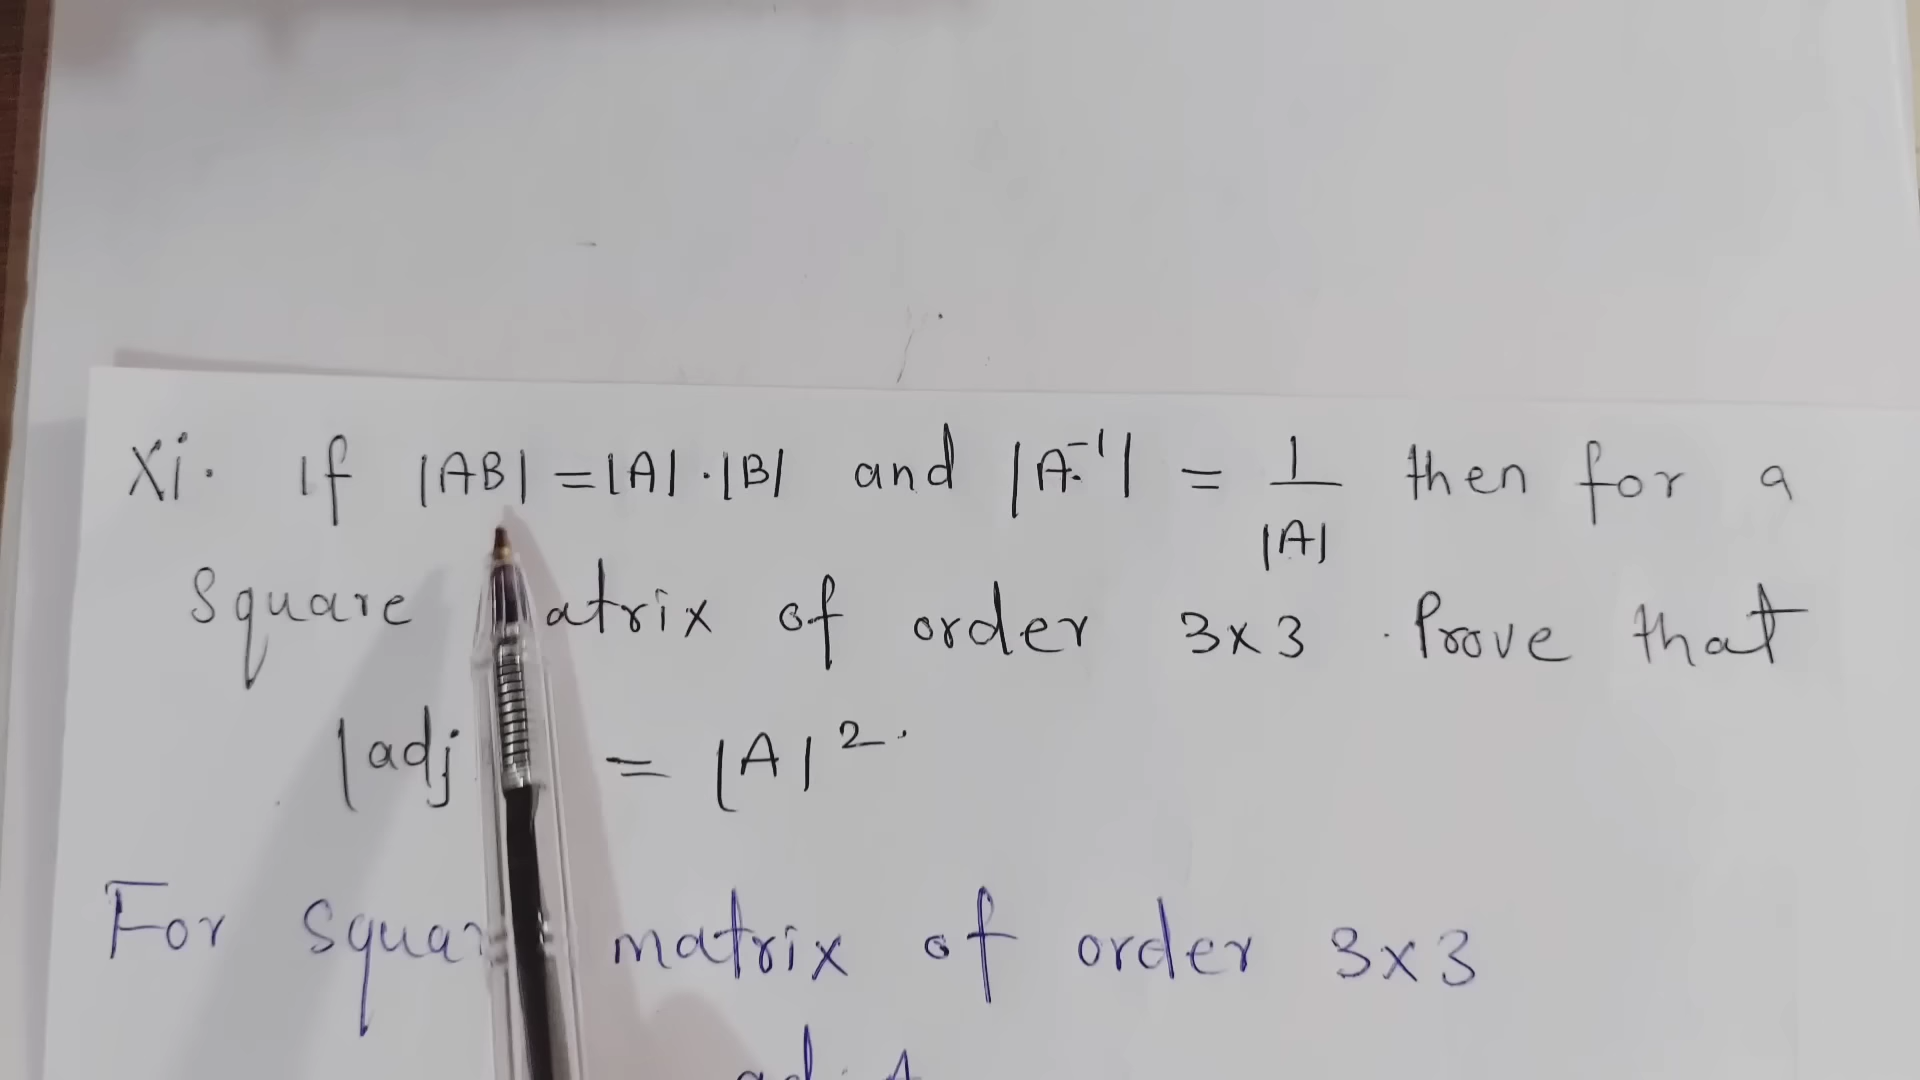 xi. If |AB| = |A|·|B| and |A⁻¹| = 1/|A| then for a
Square atrix of order 3x3. Prove that
|adj = |A|².
For squar matrix of order 3x3